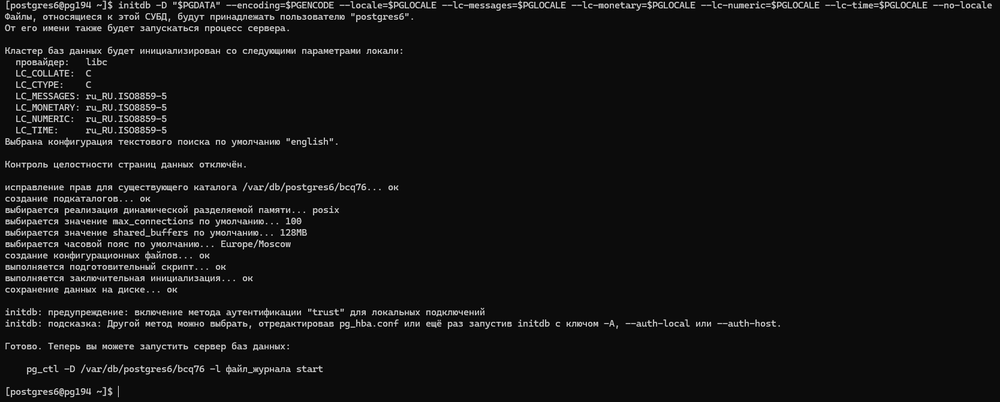 [postgres6@pg194 ~]$ initdb -D "$PGDATA" --encoding=$PGENCODE --locale=$PGLOCALE --lc-messages=$PGLOCALE --lc-monetary=$PGLOCALE --lc-numeric=$PGLOCALE --lc-time=$PGLOCALE --no-locale
Файлы, относящиеся к этой СУБД, будут принадлежать пользователю "postgres6".
От его имени также будет запускаться процесс сервера.
Кластер баз данных будет инициализирован со следующими параметрами локали:
провайдер: libc
LC_COLLATE: C
LC_CTYPE: C
LC_MESSAGES: ru_RU.ISO8859-5
LC_MONETARY: ru_RU.ISO8859-5
LC_NUMERIC: ru_RU.ISO8859-5
LC_TIME: ru_RU.ISO8859-5
Выбрана конфигурация текстового поиска по умолчанию "english".
Контроль целостности страниц данных отключён.
исправление прав для существующего каталога /var/db/postgres6/bcq76... ок
создание подкаталогов... ок
выбирается реализация динамической разделяемой памяти... posix
выбирается значение max_connections по умолчанию... 100
выбирается значение shared_buffers по умолчанию... 128MB
выбирается часовой пояс по умолчанию... Europe/Moscow
создание конфигурационных файлов... ок
выполняется подготовительный скрипт... ок
выполняется заключительная инициализация... ок
сохранение данных на диске... ок
initdb: предупреждение: включение метода аутентификации "trust" для локальных подключений
initdb: подсказка: Другой метод можно выбрать, отредактировав pg_hba.conf или ещё раз запустив initdb с ключом -A, --auth-local или --auth-host.
Готово. Теперь вы можете запустить сервер баз данных:
pg_ctl -D /var/db/postgres6/bcq76 -l файл_журнала start
[postgres6@pg194 ~]$